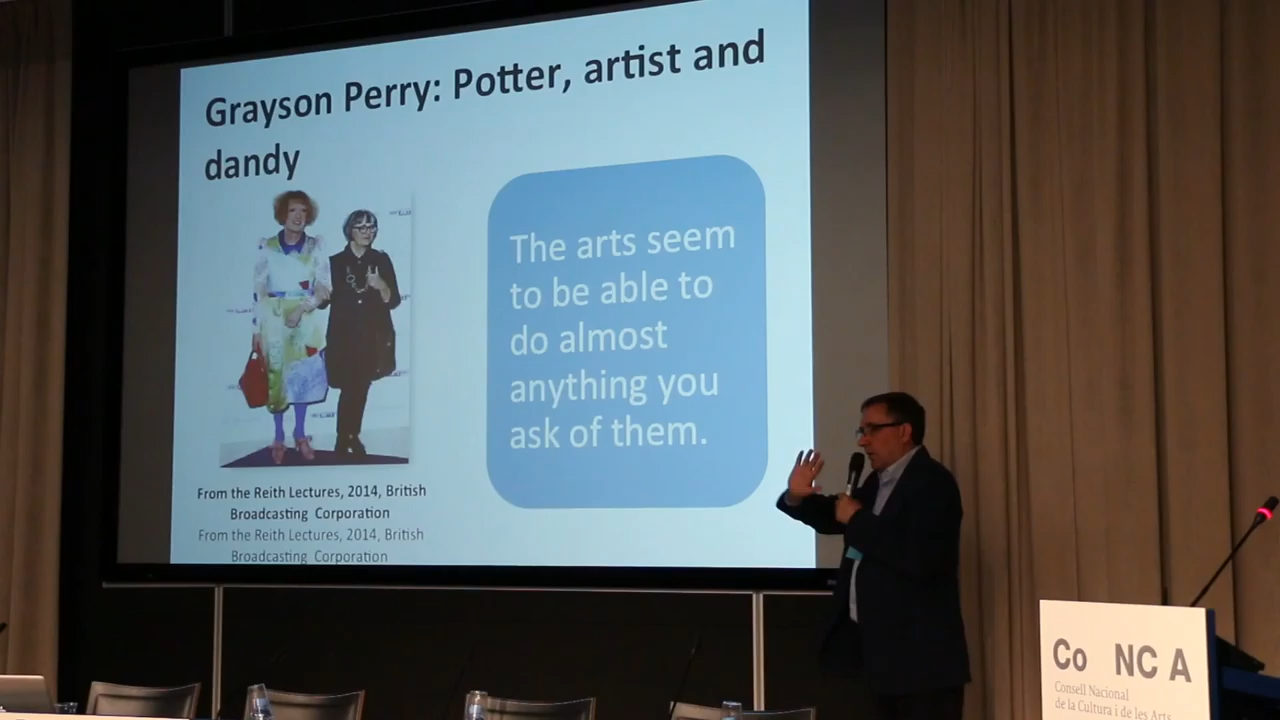 Grayson Perry: Potter, artist and
dandy
The arts seem
to be able to
do almost
anything you
ask of them.
From the Reith Lectures, 2014, British
Broadcasting Corporation
From the Reith Lectures, 2014, British
Broadcasting Corporation
Co NC A
Consell Nacional
de la Cultura i de les Arts